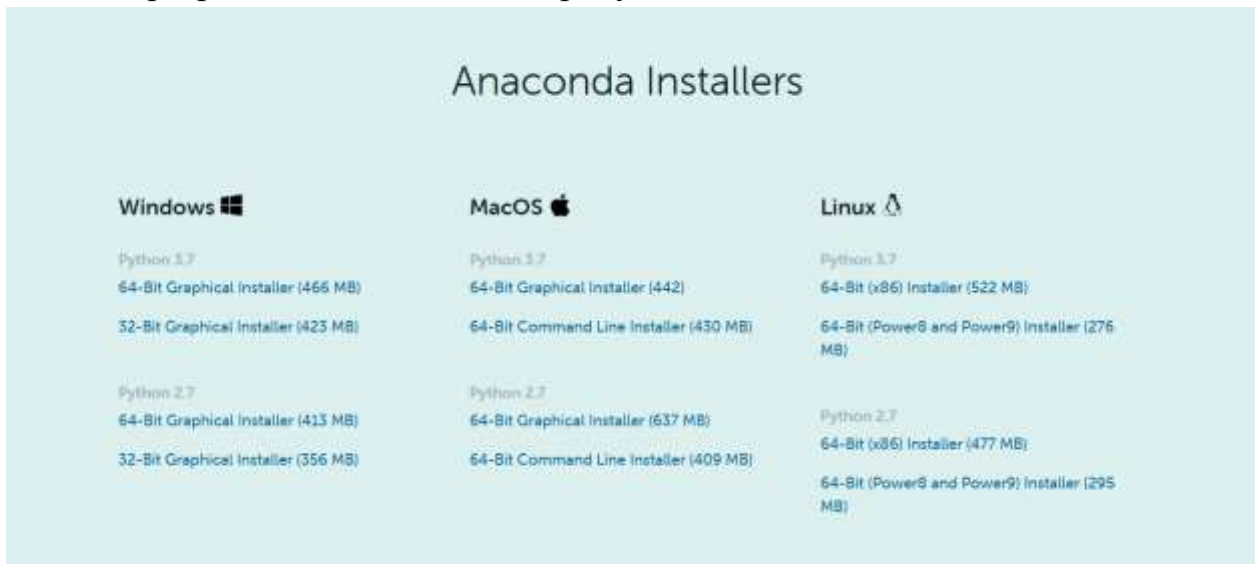 Anaconda Installers
Windows
Python 3.7
64-Bit Graphical Installer (466 MB)
32-Bit Graphical Installer (423 MB)
Python 2.7
64-Bit Graphical Installer (413 MB)
32-Bit Graphical Installer (356 MB)
MacOS
Python 3.7
64-Bit Graphical Installer (442)
64-Bit Command Line Installer (430 MB)
Python 2.7
64-Bit Graphical Installer (637 MB)
64-Bit Command Line Installer (409 MB)
Linux
Python 3.7
64-Bit (x86) Installer (522 MB)
64-Bit (Power8 and Power9) Installer (276
MB)
Python 2.7
64-Bit (x86) Installer (477 MB)
64-Bit (Power8 and Power9) Installer (295
MB)